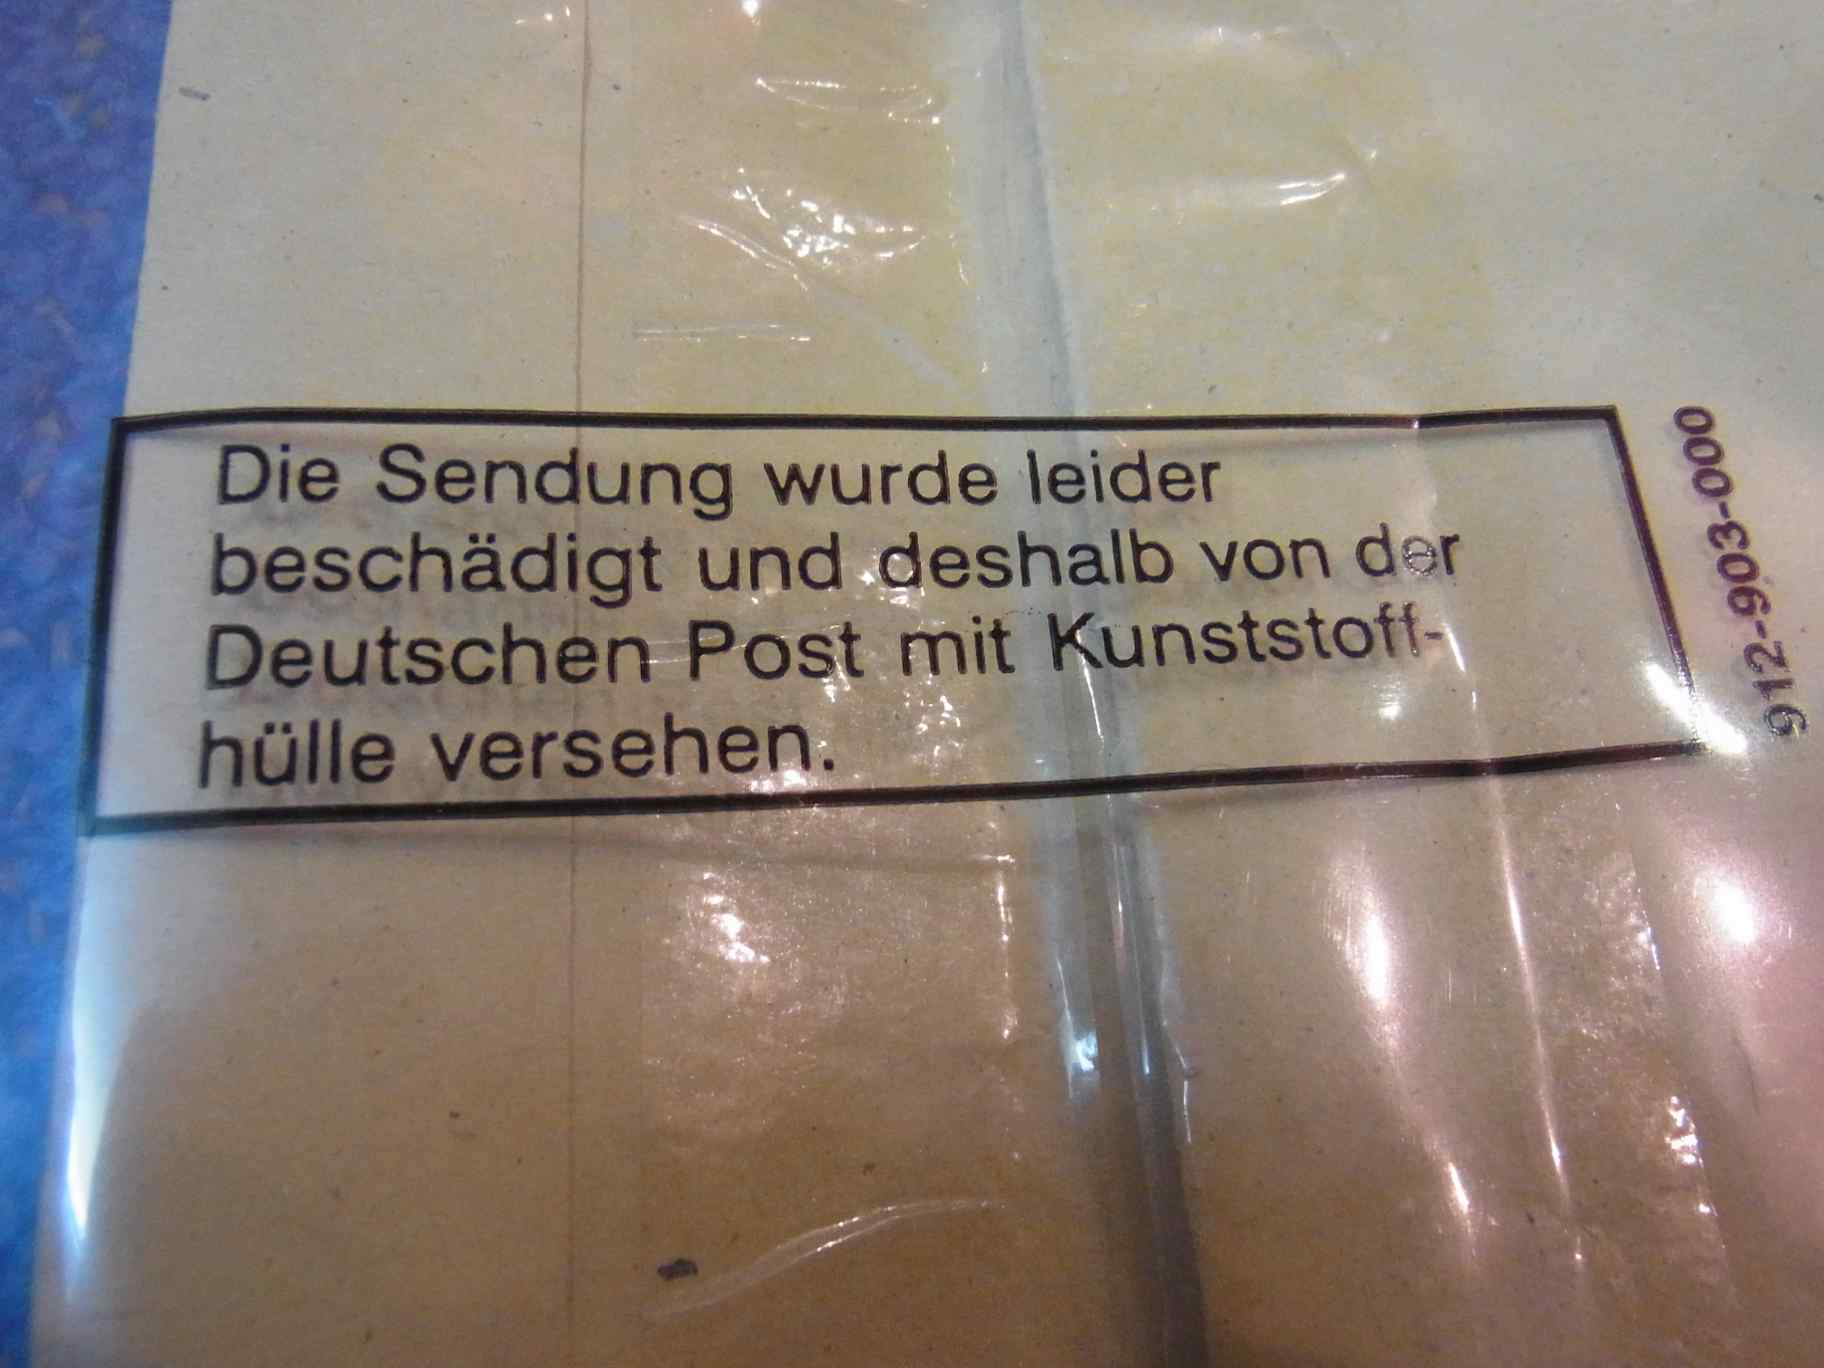 Die Sendung wurde leider
beschädigt und deshalb von der
Deutschen Post mit Kunststoff-
hülle versehen.
912-903-000